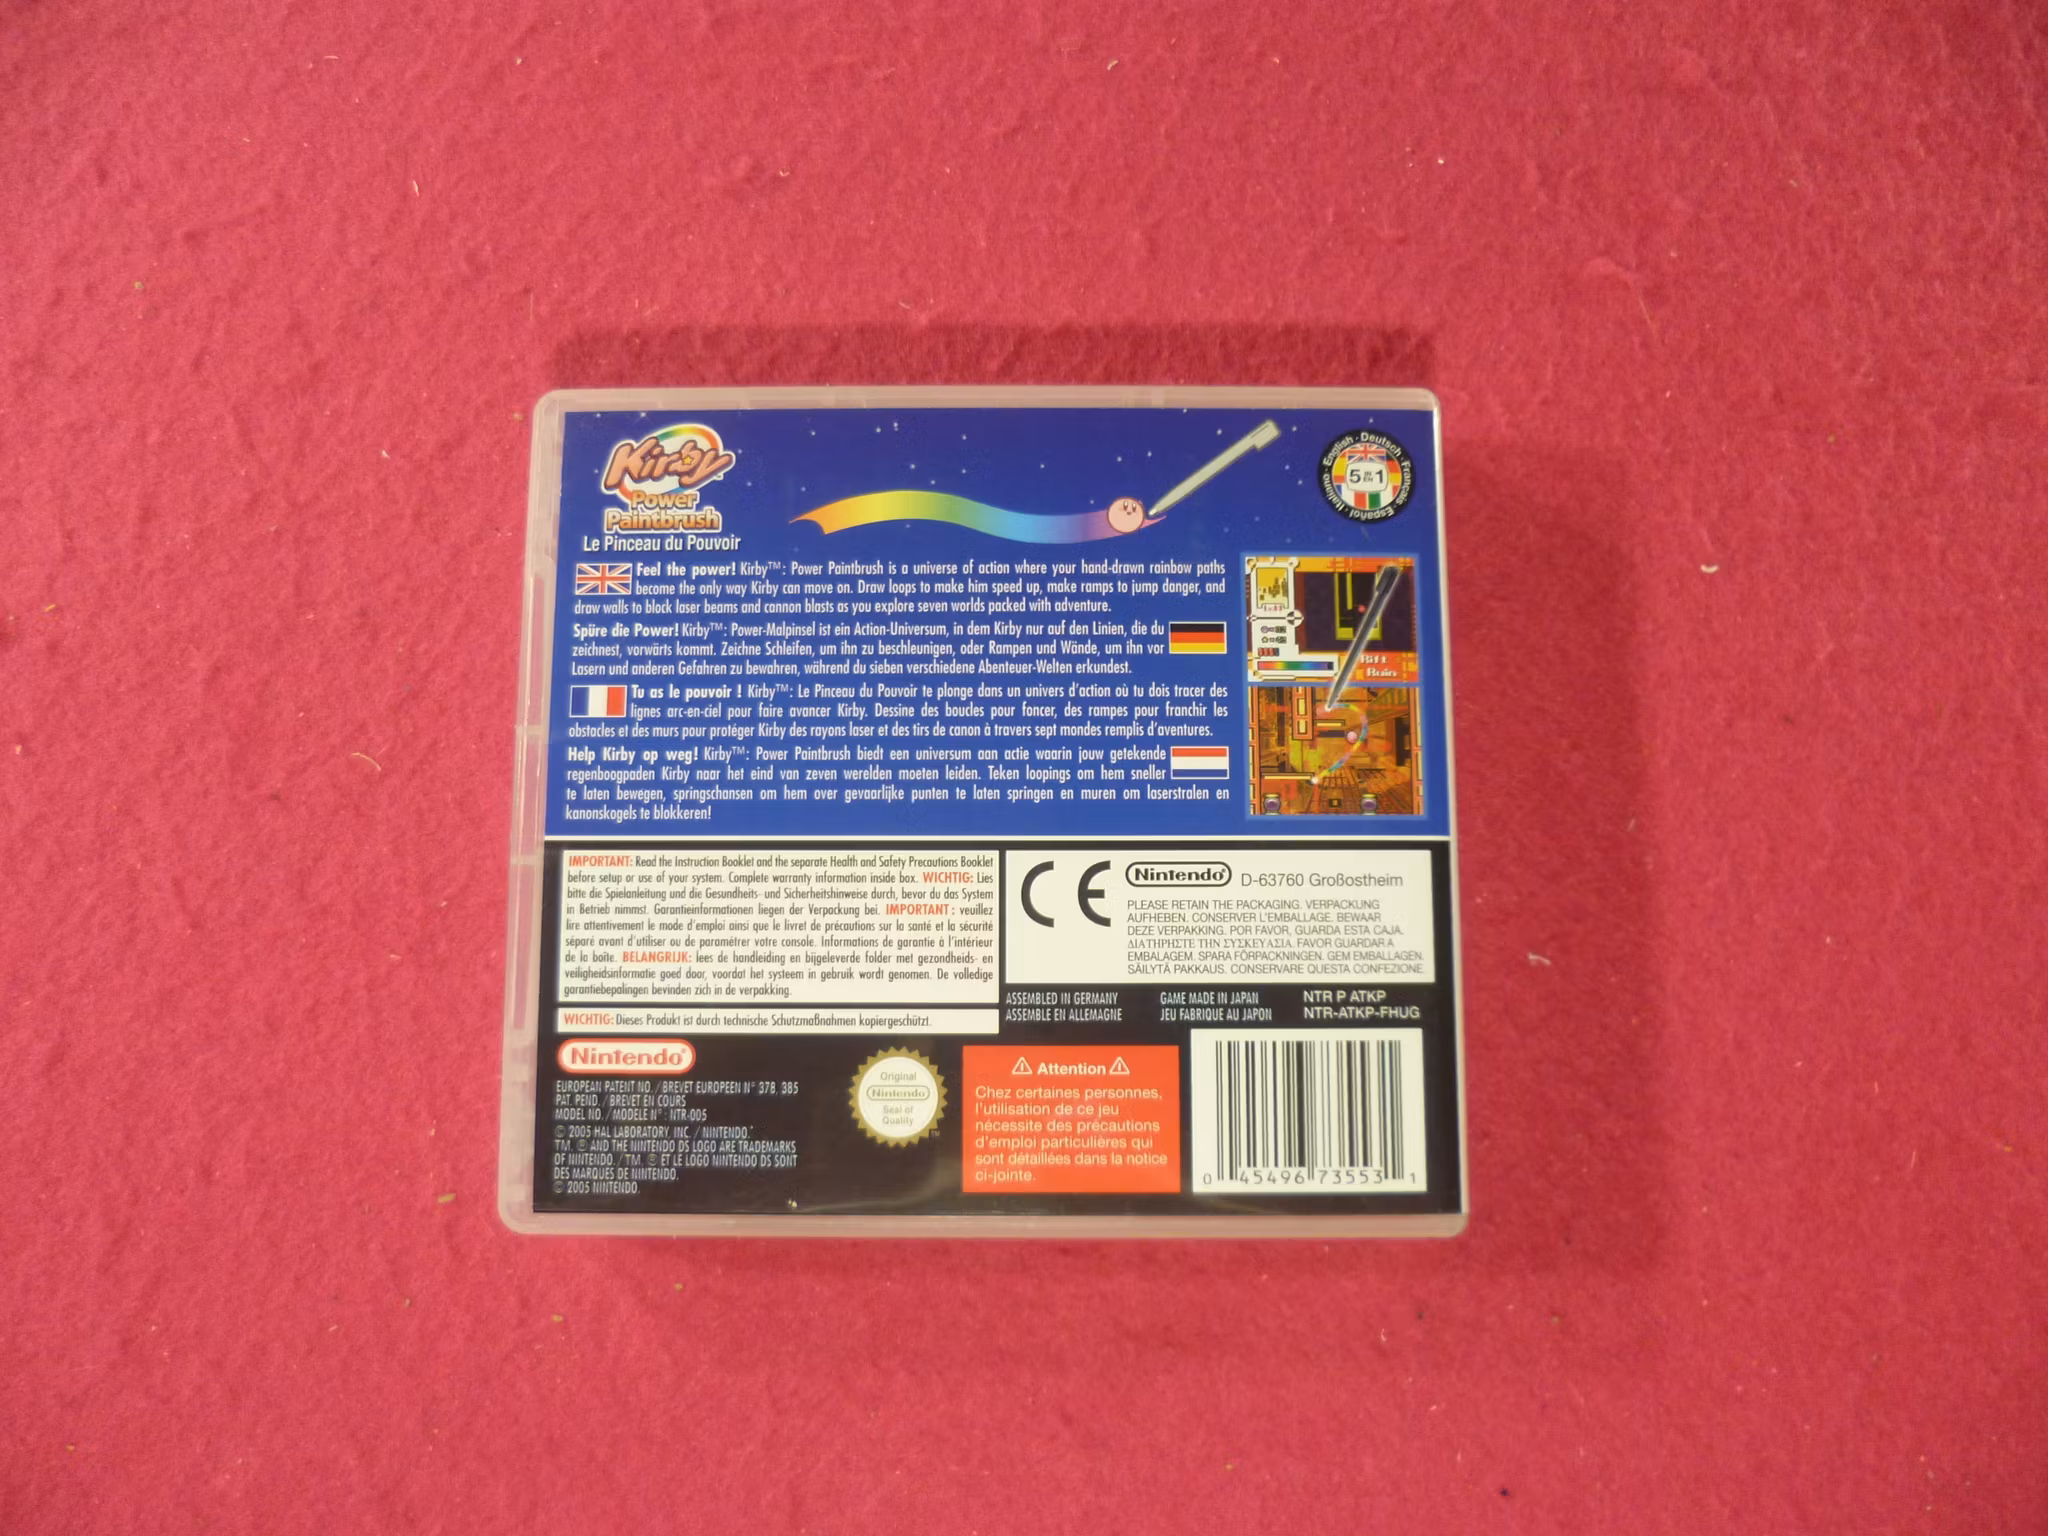 Kirby
Power
Paintbrush
Le Pinceau du Pouvoir
English · Deutsch · Français · Español · Italiano
5 IN EN 1
Feel the power! Kirby™: Power Paintbrush is a universe of action where your hand-drawn rainbow paths
become the only way Kirby can move on. Draw loops to make him speed up, make ramps to jump danger, and
draw walls to block laser beams and cannon blasts as you explore seven worlds packed with adventure.
Spüre die Power! Kirby™: Power-Malpinsel ist ein Action-Universum, in dem Kirby nur auf den Linien, die du
zeichnest, vorwärts kommt. Zeichne Schleifen, um ihn zu beschleunigen, oder Rampen und Wände, um ihn vor
Lasern und anderen Gefahren zu bewahren, während du sieben verschiedene Abenteuer-Welten erkundest.
Tu as le pouvoir ! Kirby™: Le Pinceau du Pouvoir te plonge dans un univers d'action où tu dois tracer des
lignes arc-en-ciel pour faire avancer Kirby. Dessine des boucles pour foncer, des rampes pour franchir les
obstacles et des murs pour protéger Kirby des rayons laser et des tirs de canon à travers sept mondes remplis d'aventures.
Help Kirby op weg! Kirby™: Power Paintbrush biedt een universum aan actie waarin jouw getekende
regenboogpaden Kirby naar het eind van zeven werelden moeten leiden. Teken loopings om hem sneller
te laten bewegen, springschansen om hem over gevaarlijke punten te laten springen en muren om laserstralen en
kanonskogels te blokkeren!
Rift
Ruin
IMPORTANT: Read the Instruction Booklet and the separate Health and Safety Precautions Booklet
before setup or use of your system. Complete warranty information inside box. WICHTIG: Lies
bitte die Spielanleitung und die Gesundheits- und Sicherheitshinweise durch, bevor du das System
in Betrieb nimmst. Garantieinformationen liegen der Verpackung bei. IMPORTANT : veuillez
lire attentivement le mode d'emploi ainsi que le livret de précautions sur la santé et la sécurité
séparé avant d'utiliser ou de paramétrer votre console. Informations de garantie à l'intérieur
de la boîte. BELANGRIJK: lees de handleiding en bijgeleverde folder met gezondheids- en
veiligheidsinformatie goed door, voordat het systeem in gebruik wordt genomen. De volledige
garantiebepalingen bevinden zich in de verpakking.
WICHTIG: Dieses Produkt ist durch technische Schutzmaßnahmen kopiergeschützt.
CE
Nintendo® D-63760 Großostheim
PLEASE RETAIN THE PACKAGING. VERPACKUNG
AUFHEBEN. CONSERVER L'EMBALLAGE. BEWAAR
DEZE VERPAKKING. POR FAVOR, GUARDA ESTA CAJA.
ΔΙΑΤΗΡΗΣΤΕ ΤΗΝ ΣΥΣΚΕΥΑΣΙΑ. FAVOR GUARDAR A
EMBALAGEM. SPARA FÖRPACKNINGEN. GEM EMBALLAGEN.
SÄILYTÄ PAKKAUS. CONSERVARE QUESTA CONFEZIONE.
ASSEMBLED IN GERMANY
ASSEMBLE EN ALLEMAGNE
GAME MADE IN JAPAN
JEU FABRIQUE AU JAPON
NTR P ATKP
NTR-ATKP-FHUG
Nintendo®
EUROPEAN PATENT NO. / BREVET EUROPEEN N° 378, 385
PAT. PEND. / BREVET EN COURS
MODEL NO. / MODELE N° : NTR-005
© 2005 HAL LABORATORY, INC. / NINTENDO.
TM, ® AND THE NINTENDO DS LOGO ARE TRADEMARKS
OF NINTENDO. / TM, ® ET LE LOGO NINTENDO DS SONT
DES MARQUES DE NINTENDO.
© 2005 NINTENDO.
Original
Nintendo
Seal of
Quality
TM
⚠ Attention ⚠
Chez certaines personnes,
l'utilisation de ce jeu
nécessite des précautions
d'emploi particulières qui
sont détaillées dans la notice
ci-jointe.
0 45496 73553 1